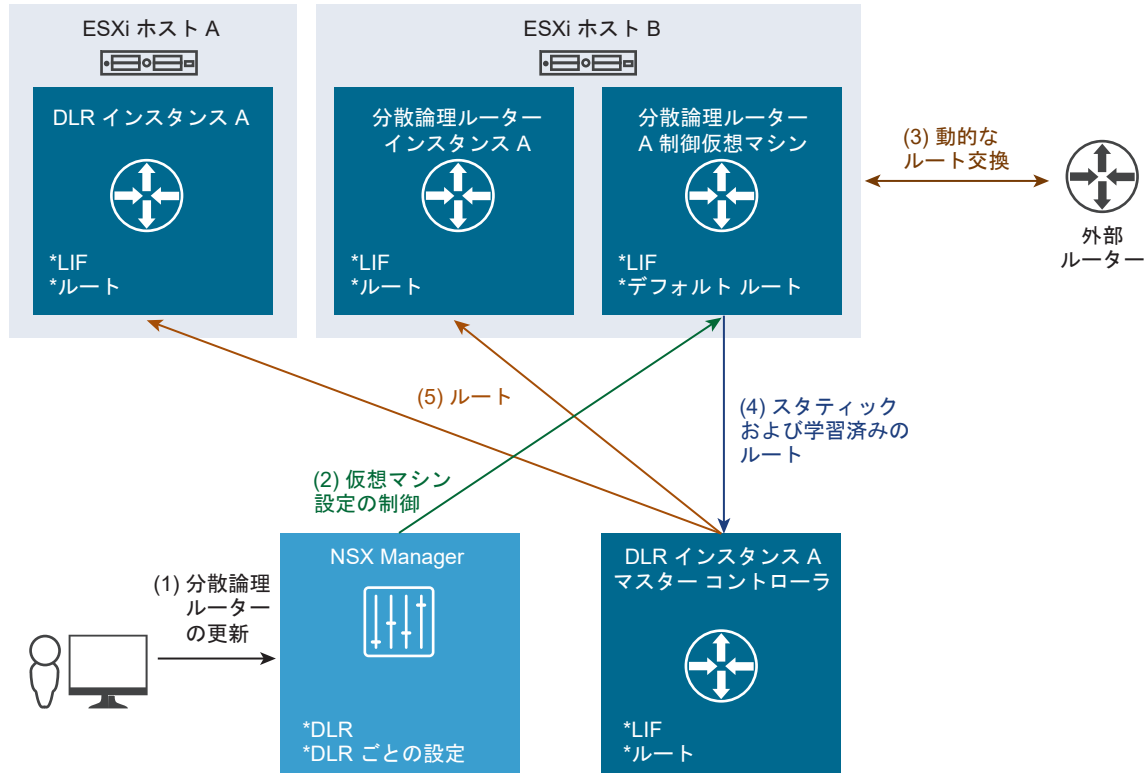 ESXi ホスト A
ESXi ホスト B
DLR インスタンス A
*LIF
*ルート
分散論理ルーター
インスタンス A
*LIF
*ルート
分散論理ルーター
A 制御仮想マシン
*LIF
*デフォルト ルート
(3) 動的な
ルート交換
外部
ルーター
(5) ルート
(4) スタティック
および学習済みの
ルート
(2) 仮想マシン
設定の制御
(1) 分散論理
ルーター
の更新
NSX Manager
*DLR
*DLR ごとの設定
DLR インスタンス A
マスター コントローラ
*LIF
*ルート